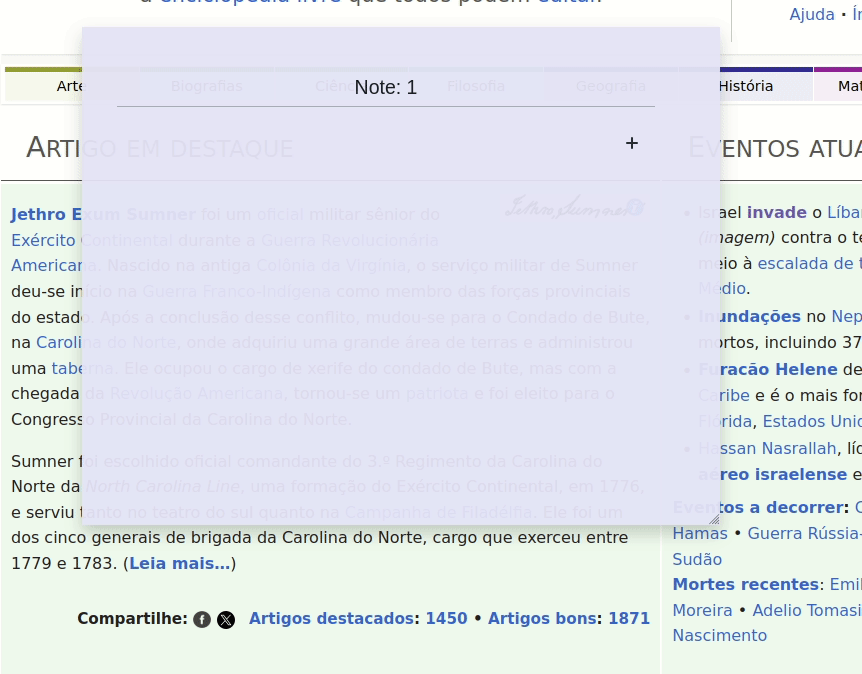 a enciclopédia livre que todos podem editar.
Ajuda · Ín
Arte Biografias Ciênc Filosofia Geografia História Mat
Note: 1
+
Artigo em destaque
Jethro Exum Sumner foi um oficial militar sênior do
Exército Continental durante a Guerra Revolucionária
Americana. Nascido na antiga Colônia da Virgínia, o serviço militar de Sumner
deu-se início na Guerra Franco-Indígena como membro das forças provinciais
do estado. Após a conclusão desse conflito, mudou-se para o Condado de Bute,
na Carolina do Norte, onde adquiriu uma grande área de terras e administrou
uma taberna. Ele ocupou o cargo de xerife do condado de Bute, mas com a
chegada da Revolução Americana, tornou-se um patriota e foi eleito para o
Congresso Provincial da Carolina do Norte.
Jethro Sumner
Sumner foi escolhido oficial comandante do 3.º Regimento da Carolina do
Norte da North Carolina Line, uma formação do Exército Continental, em 1776,
e serviu tanto no teatro do sul quanto na Campanha de Filadélfia. Ele foi um
dos cinco generais de brigada da Carolina do Norte, cargo que exerceu entre
1779 e 1783. (Leia mais...)
Compartilhe: Artigos destacados: 1450 • Artigos bons: 1871
Eventos atua
• Israel invade o Líba
(imagem) contra o te
meio à escalada de t
Médio.
• Inundações no Nep
mortos, incluindo 37
• Furacão Helene de
Caribe e é o mais for
Flórida, Estados Unid
• Hassan Nasrallah, líd
aéreo israelense e
Eventos a decorrer: C
Hamas • Guerra Rússia-
Sudão
Mortes recentes: Emil
Moreira • Adelio Tomasi
Nascimento